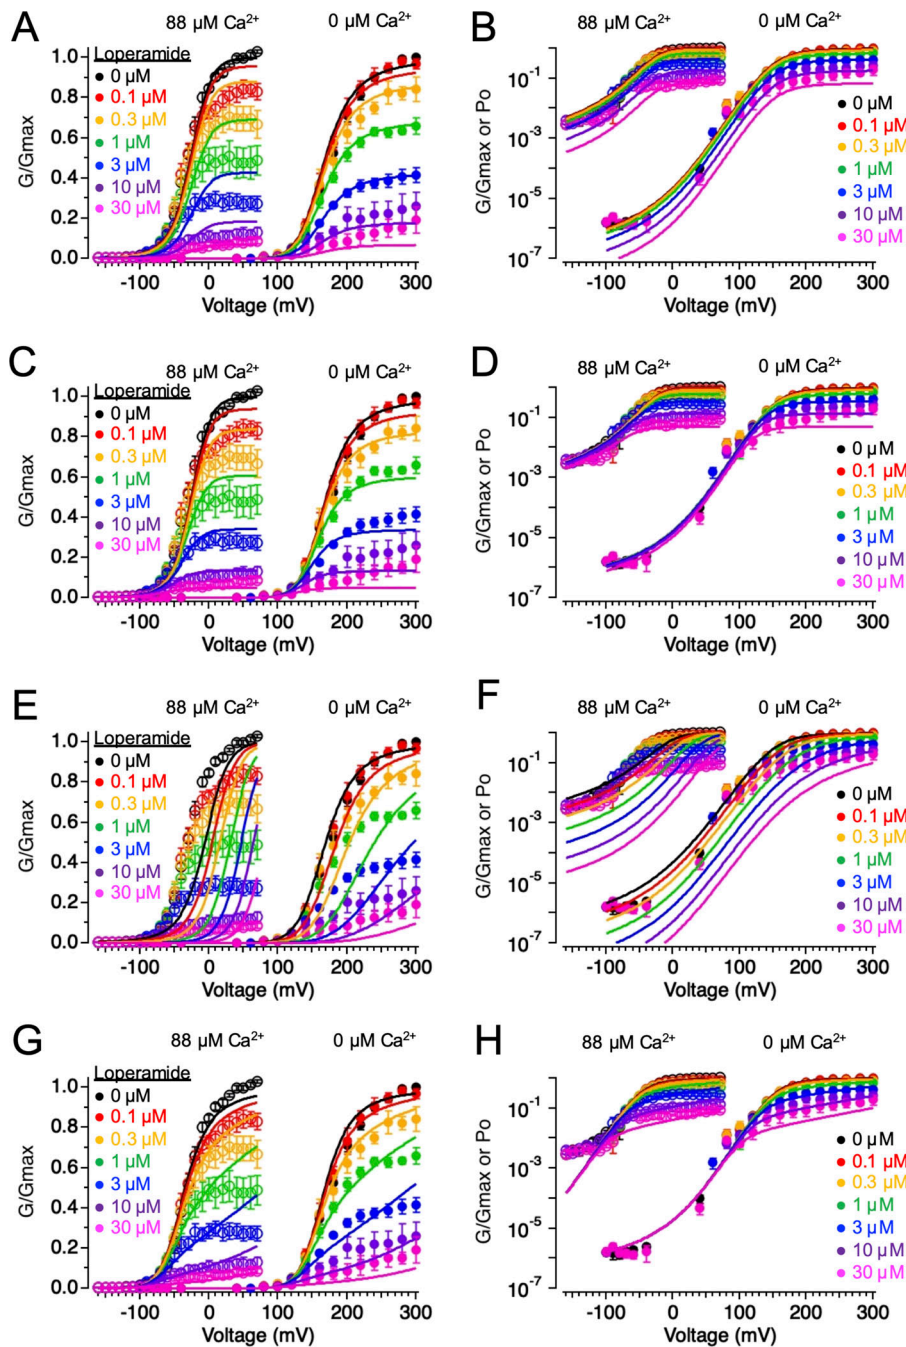 A
88 µM Ca²⁺ 0 µM Ca²⁺
Loperamide
0 µM
0.1 µM
0.3 µM
1 µM
3 µM
10 µM
30 µM
G/Gmax
1.0
0.8
0.6
0.4
0.2
0.0
-100 0 100 200 300
Voltage (mV)
B
88 µM Ca²⁺ 0 µM Ca²⁺
G/Gmax or Po
10⁻¹
10⁻³
10⁻⁵
10⁻⁷
0 µM
0.1 µM
0.3 µM
1 µM
3 µM
10 µM
30 µM
-100 0 100 200 300
Voltage (mV)
C
88 µM Ca²⁺ 0 µM Ca²⁺
Loperamide
0 µM
0.1 µM
0.3 µM
1 µM
3 µM
10 µM
30 µM
G/Gmax
1.0
0.8
0.6
0.4
0.2
0.0
-100 0 100 200 300
Voltage (mV)
D
88 µM Ca²⁺ 0 µM Ca²⁺
G/Gmax or Po
10⁻¹
10⁻³
10⁻⁵
10⁻⁷
0 µM
0.1 µM
0.3 µM
1 µM
3 µM
10 µM
30 µM
-100 0 100 200 300
Voltage (mV)
E
88 µM Ca²⁺ 0 µM Ca²⁺
Loperamide
0 µM
0.1 µM
0.3 µM
1 µM
3 µM
10 µM
30 µM
G/Gmax
1.0
0.8
0.6
0.4
0.2
0.0
-100 0 100 200 300
Voltage (mV)
F
88 µM Ca²⁺ 0 µM Ca²⁺
G/Gmax or Po
10⁻¹
10⁻³
10⁻⁵
10⁻⁷
0 µM
0.1 µM
0.3 µM
1 µM
3 µM
10 µM
30 µM
-100 0 100 200 300
Voltage (mV)
G
88 µM Ca²⁺ 0 µM Ca²⁺
Loperamide
0 µM
0.1 µM
0.3 µM
1 µM
3 µM
10 µM
30 µM
G/Gmax
1.0
0.8
0.6
0.4
0.2
0.0
-100 0 100 200 300
Voltage (mV)
H
88 µM Ca²⁺ 0 µM Ca²⁺
G/Gmax or Po
10⁻¹
10⁻³
10⁻⁵
10⁻⁷
0 µM
0.1 µM
0.3 µM
1 µM
3 µM
10 µM
30 µM
-100 0 100 200 300
Voltage (mV)